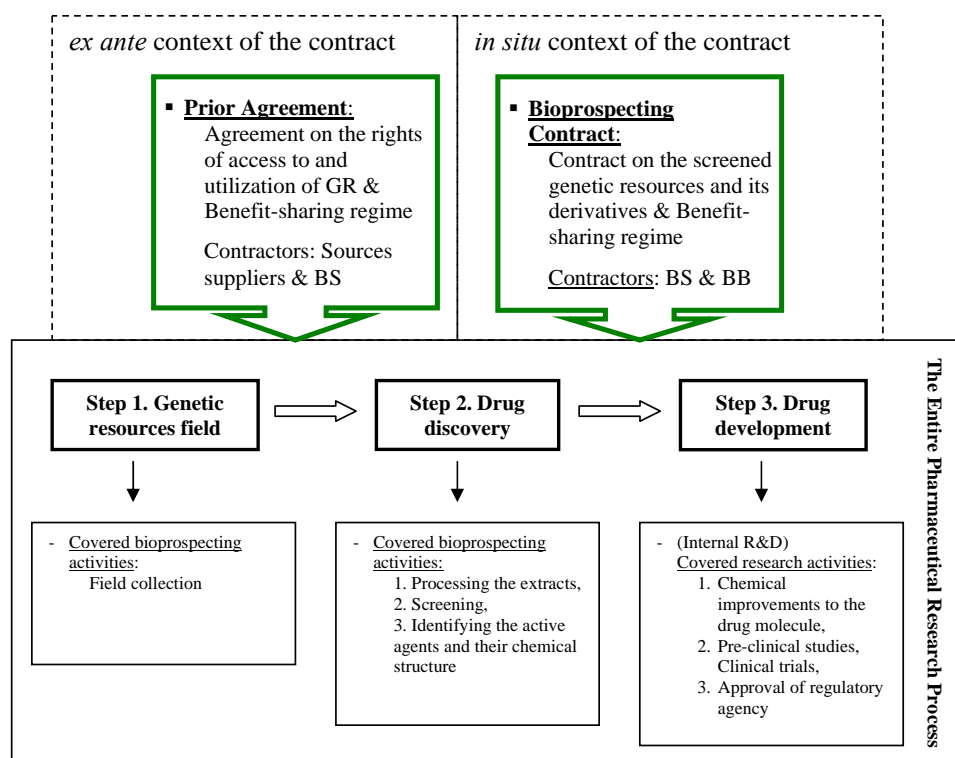 ex ante context of the contract
▪ Prior Agreement:
Agreement on the rights
of access to and
utilization of GR &
Benefit-sharing regime
Contractors: Sources
suppliers & BS
in situ context of the contract
▪ Bioprospecting
Contract:
Contract on the screened
genetic resources and its
derivatives & Benefit-
sharing regime
Contractors: BS & BB
The Entire Pharmaceutical Research Process
Step 1. Genetic
resources field
Step 2. Drug
discovery
Step 3. Drug
development
- Covered bioprospecting
activities:
Field collection
- Covered bioprospecting
activities:
1. Processing the extracts,
2. Screening,
3. Identifying the active
agents and their chemical
structure
- (Internal R&D)
Covered research activities:
1. Chemical
improvements to the
drug molecule,
2. Pre-clinical studies,
Clinical trials,
3. Approval of regulatory
agency